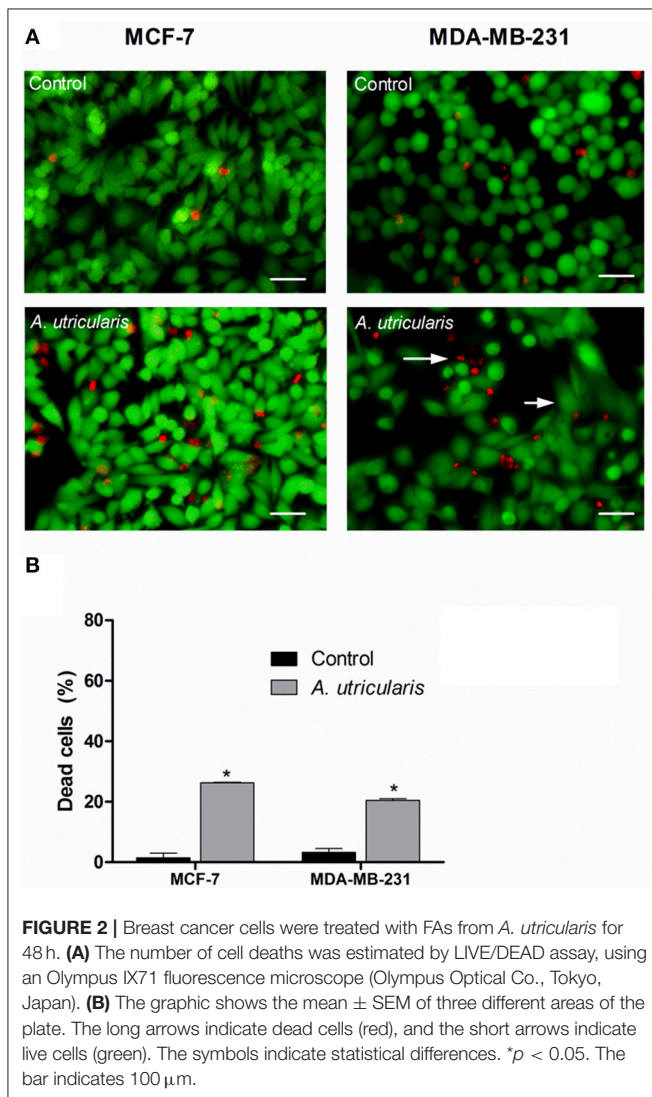 A
MCF-7
MDA-MB-231
Control
Control
A. utricularis
A. utricularis
B
Dead cells (%)
80
60
40
20
0
Control
A. utricularis
*
*
MCF-7
MDA-MB-231
FIGURE 2 | Breast cancer cells were treated with FAs from A. utricularis for
48 h. (A) The number of cell deaths was estimated by LIVE/DEAD assay, using
an Olympus IX71 fluorescence microscope (Olympus Optical Co., Tokyo,
Japan). (B) The graphic shows the mean ± SEM of three different areas of the
plate. The long arrows indicate dead cells (red), and the short arrows indicate
live cells (green). The symbols indicate statistical differences. *p < 0.05. The
bar indicates 100 μm.